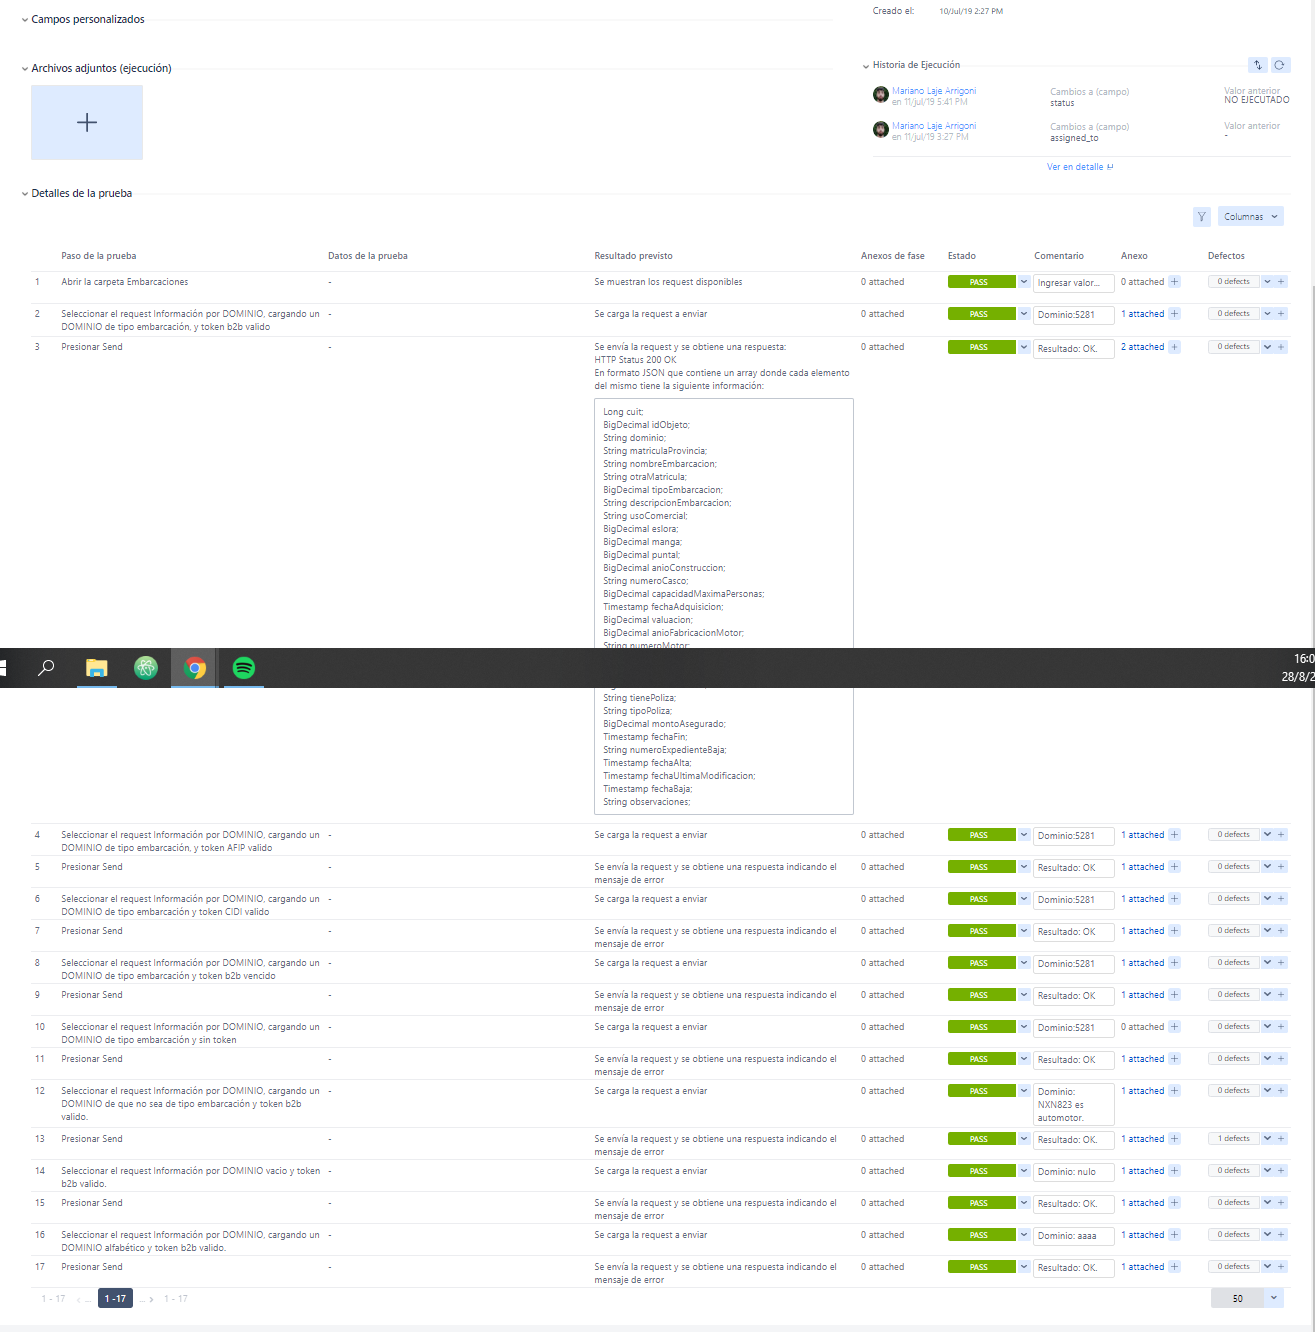 Campos personalizados
Creado el: 10/Jul/19 2:27 PM
Archivos adjuntos (ejecución)
Historia de Ejecución
Mariano Laje Arrigoni Cambios a (campo) Valor anterior
en 11/jul/19 5:41 PM status NO EJECUTADO
Mariano Laje Arrigoni Cambios a (campo) Valor anterior
en 11/jul/19 3:27 PM assigned_to -
Ver en detalle
Detalles de la prueba
Columnas
Paso de la prueba Datos de la prueba Resultado previsto Anexos de fase Estado Comentario Anexo Defectos
1 Abrir la carpeta Embarcaciones - Se muestran los request disponibles 0 attached PASS Ingresar valor... 0 attached + 0 defects +
2 Seleccionar el request Información por DOMINIO, cargando un - Se carga la request a enviar 0 attached PASS Dominio:5281 1 attached + 0 defects +
DOMINIO de tipo embarcación, y token b2b valido
3 Presionar Send - Se envía la request y se obtiene una respuesta: 0 attached PASS Resultado: OK. 2 attached + 0 defects +
HTTP Status 200 OK
En formato JSON que contiene un array donde cada elemento
del mismo tiene la siguiente información:
Long cuit;
BigDecimal idObjeto;
String dominio;
String matriculaProvincia;
String nombreEmbarcacion;
String otraMatricula;
BigDecimal tipoEmbarcacion;
String descripcionEmbarcacion;
String usoComercial;
BigDecimal eslora;
BigDecimal manga;
BigDecimal puntal;
BigDecimal anioConstruccion;
String numeroCasco;
BigDecimal capacidadMaximaPersonas;
Timestamp fechaAdquisicion;
BigDecimal valuacion;
BigDecimal anioFabricacionMotor;
String numeroMotor;
16:0
28/8/2
String tienePoliza;
String tipoPoliza;
BigDecimal montoAsegurado;
Timestamp fechaFin;
String numeroExpedienteBaja;
Timestamp fechaAlta;
Timestamp fechaUltimaModificacion;
Timestamp fechaBaja;
String observaciones;
4 Seleccionar el request Información por DOMINIO, cargando un - Se carga la request a enviar 0 attached PASS Dominio:5281 1 attached + 0 defects +
DOMINIO de tipo embarcación, y token AFIP valido
5 Presionar Send - Se envía la request y se obtiene una respuesta indicando el 0 attached PASS Resultado: OK 1 attached + 0 defects +
mensaje de error
6 Seleccionar el request Información por DOMINIO, cargando un - Se carga la request a enviar 0 attached PASS Dominio:5281 1 attached + 0 defects +
DOMINIO de tipo embarcación y token CIDI valido
7 Presionar Send - Se envía la request y se obtiene una respuesta indicando el 0 attached PASS Resultado: OK 1 attached + 0 defects +
mensaje de error
8 Seleccionar el request Información por DOMINIO, cargando un - Se carga la request a enviar 0 attached PASS Dominio:5281 1 attached + 0 defects +
DOMINIO de tipo embarcación y token b2b vencido
9 Presionar Send - Se envía la request y se obtiene una respuesta indicando el 0 attached PASS Resultado: OK 1 attached + 0 defects +
mensaje de error
10 Seleccionar el request Información por DOMINIO, cargando un - Se carga la request a enviar 0 attached PASS Dominio:5281 0 attached + 0 defects +
DOMINIO de tipo embarcación y sin token
11 Presionar Send - Se envía la request y se obtiene una respuesta indicando el 0 attached PASS Resultado: OK 1 attached + 0 defects +
mensaje de error
12 Seleccionar el request Información por DOMINIO, cargando un - Se carga la request a enviar 0 attached PASS Dominio: 1 attached + 0 defects +
DOMINIO de que no sea de tipo embarcación y token b2b NXN823 es
valido. automotor.
13 Presionar Send - Se envía la request y se obtiene una respuesta indicando el 0 attached PASS Resultado: OK. 1 attached + 1 defects +
mensaje de error
14 Seleccionar el request Información por DOMINIO vacio y token - Se carga la request a enviar 0 attached PASS Dominio: nulo 1 attached + 0 defects +
b2b valido.
15 Presionar Send - Se envía la request y se obtiene una respuesta indicando el 0 attached PASS Resultado: OK. 1 attached + 0 defects +
mensaje de error
16 Seleccionar el request Información por DOMINIO, cargando un - Se carga la request a enviar 0 attached PASS Dominio: aaaa 1 attached + 0 defects +
DOMINIO alfabético y token b2b valido.
17 Presionar Send - Se envía la request y se obtiene una respuesta indicando el 0 attached PASS Resultado: OK. 1 attached + 0 defects +
mensaje de error
1 - 17 ‹ ... 1 -17 ... › 1 - 17 50